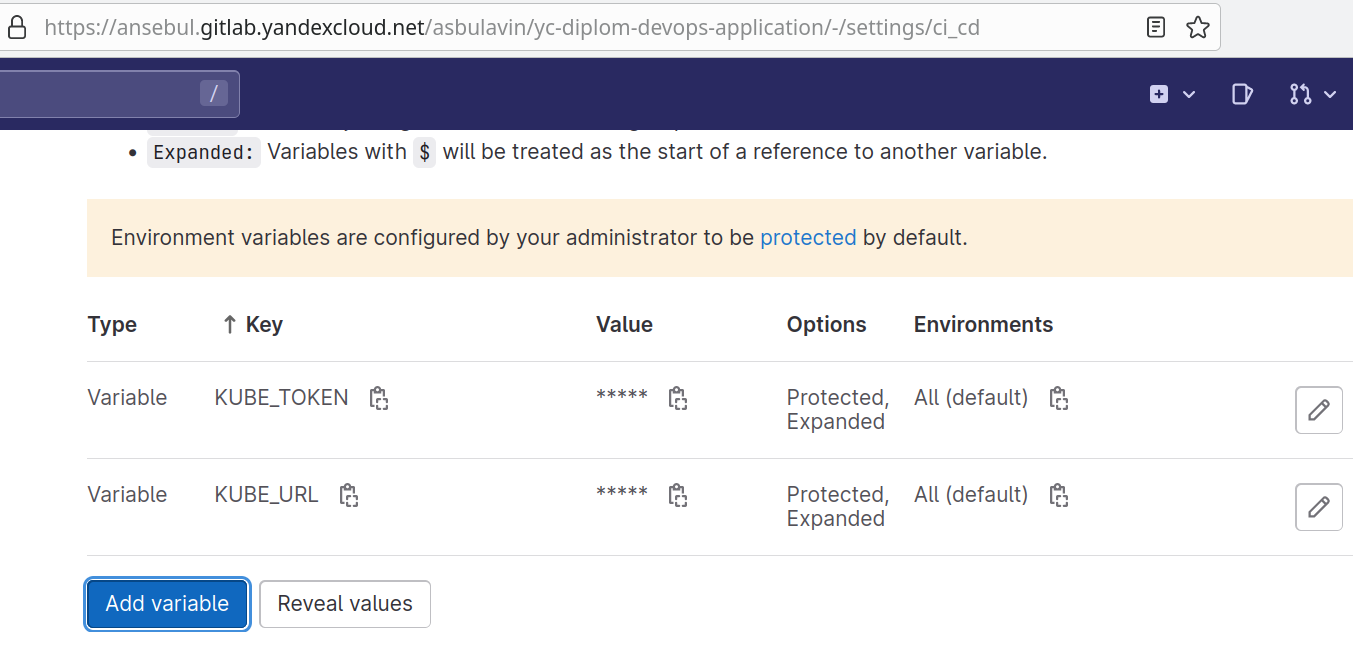 https://ansebul.gitlab.yandexcloud.net/asbulavin/yc-diplom-devops-application/-/settings/ci_cd
/
Expanded: Variables with $ will be treated as the start of a reference to another variable.
Environment variables are configured by your administrator to be protected by default.
Type ↑ Key Value Options Environments
Variable KUBE_TOKEN ***** Protected, All (default)
Expanded
Variable KUBE_URL ***** Protected, All (default)
Expanded
Add variable Reveal values